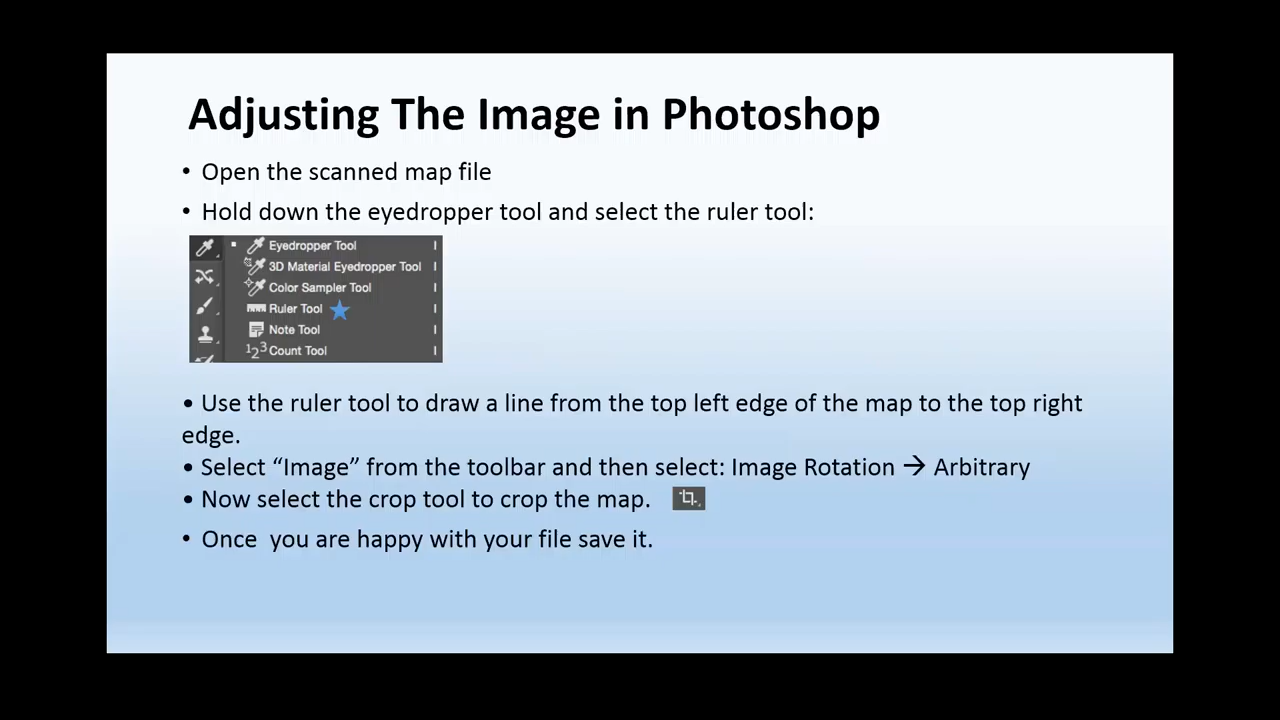 Adjusting The Image in Photoshop
• Open the scanned map file
• Hold down the eyedropper tool and select the ruler tool:
Eyedropper Tool I
3D Material Eyedropper Tool I
Color Sampler Tool I
Ruler Tool I
Note Tool I
123 Count Tool I
• Use the ruler tool to draw a line from the top left edge of the map to the top right
edge.
• Select “Image” from the toolbar and then select: Image Rotation → Arbitrary
• Now select the crop tool to crop the map.
• Once  you are happy with your file save it.